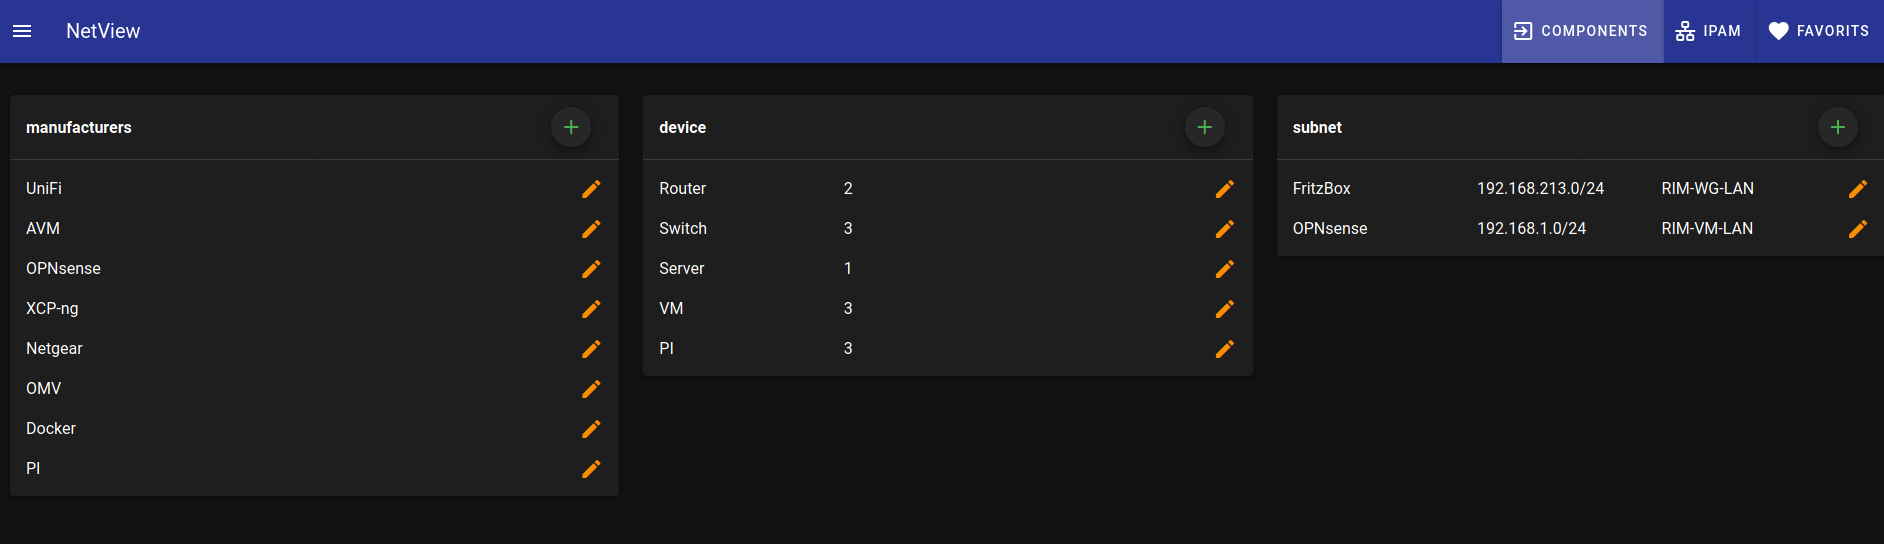 NetView COMPONENTS IPAM FAVORITS
manufacturers
UniFi
AVM
OPNsense
XCP-ng
Netgear
OMV
Docker
PI
device
Router 2
Switch 3
Server 1
VM 3
PI 3
subnet
FritzBox 192.168.213.0/24 RIM-WG-LAN
OPNsense 192.168.1.0/24 RIM-VM-LAN